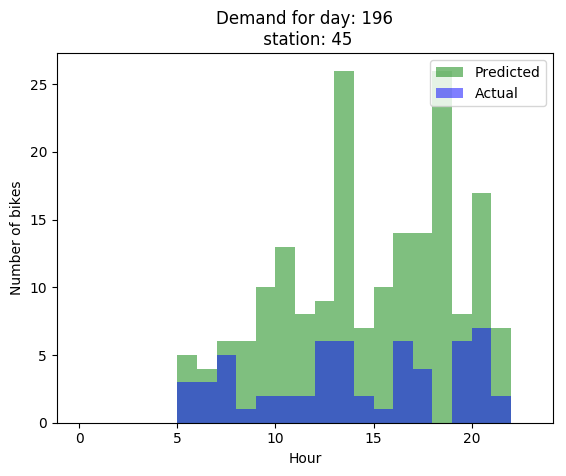 Demand for day: 196
station: 45
Predicted
Actual
Number of bikes
25
20
15
10
5
0
0 5 10 15 20
Hour